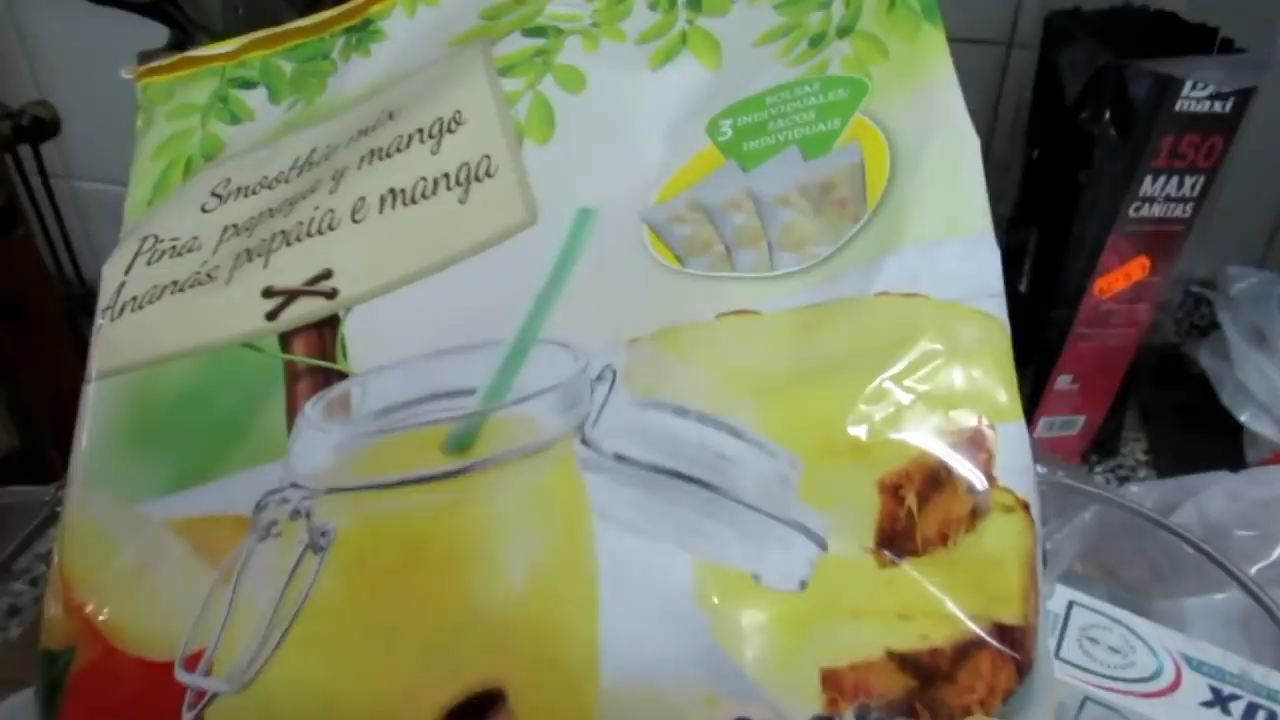 Smoothie mix
Piña, papaya y mango
Ananás papaia e manga
3 BOLSAS
INDIVIDUALES/
SACOS
INDIVIDUAIS
maxi
150
MAXI
CAÑITAS